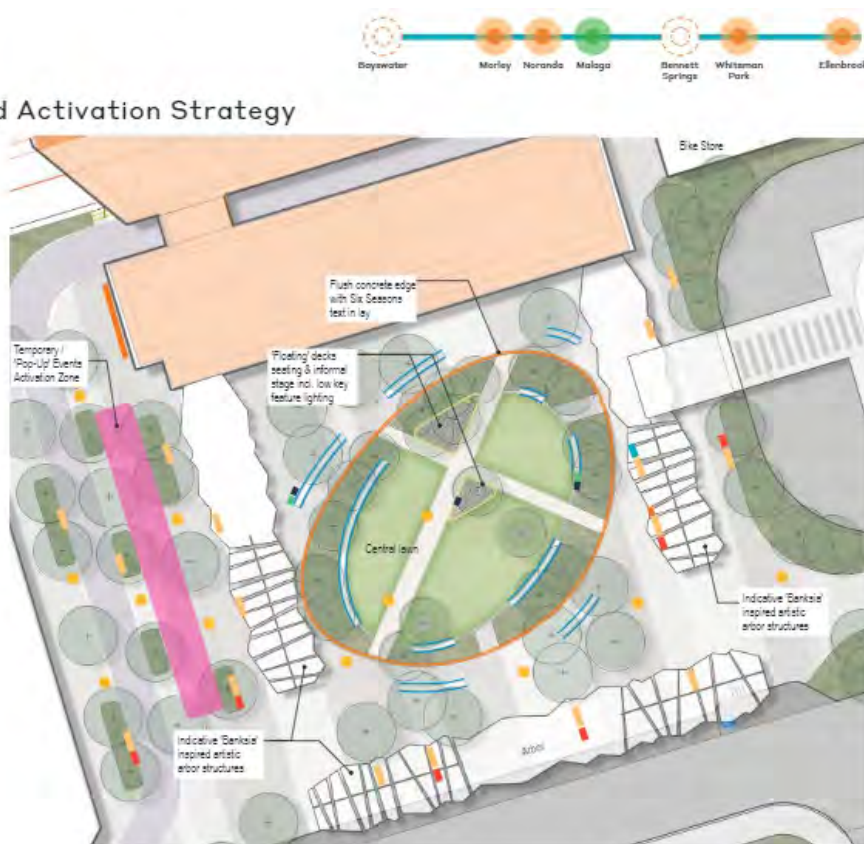 Bayswater
Morley
Noranda
Malaga
Bennett
Springs
Whiteman
Park
Ellenbrook
d Activation Strategy
Bike Store
Flush concrete edge
with Six Seasons
text in lay
Temporary /
'Pop-Up' Events
Activation Zone
'Floating' decks
seating & informal
stage incl. low key
feature lighting
Central lawn
Indicative 'Banksia'
inspired artistic
arbor structures
Indicative 'Banksia'
inspired artistic
arbor structures
Arbor